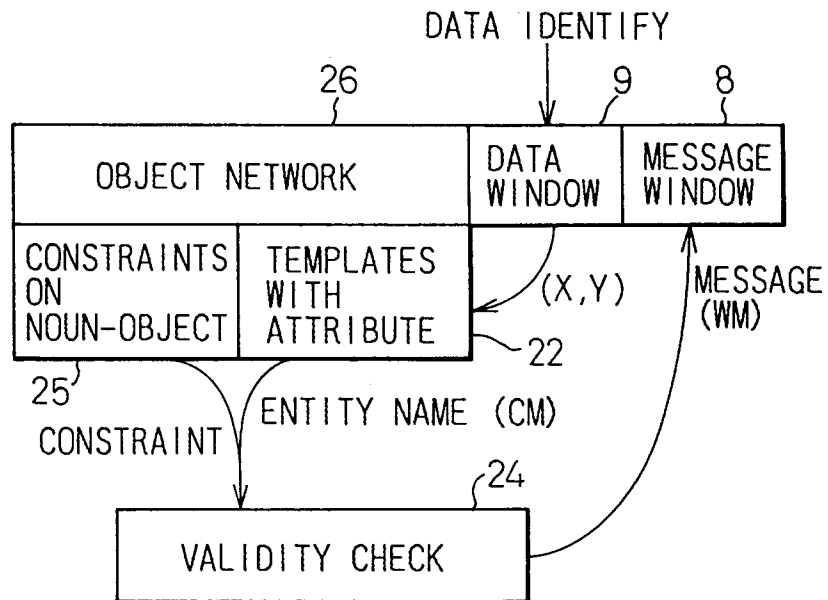 DATA IDENTIFY
26
9
8
OBJECT NETWORK
DATA
WINDOW
MESSAGE
WINDOW
CONSTRAINTS
ON
NOUN-OBJECT
TEMPLATES
WITH
ATTRIBUTE
(X,Y)
MESSAGE
(WM)
22
25
CONSTRAINT
ENTITY NAME (CM)
24
VALIDITY CHECK